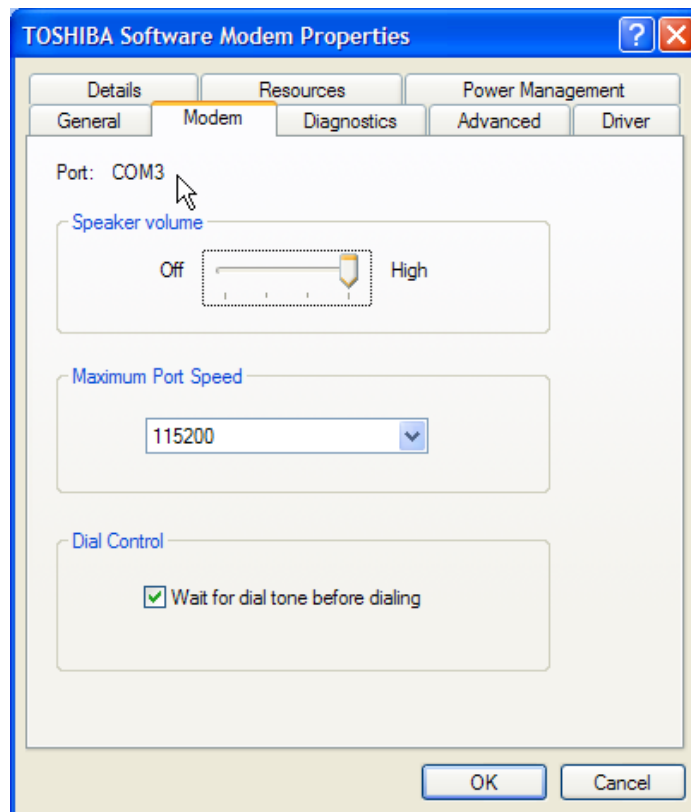 TOSHIBA Software Modem Properties
Details Resources Power Management
General Modem Diagnostics Advanced Driver
Port: COM3
Speaker volume
Off High
Maximum Port Speed
115200
Dial Control
Wait for dial tone before dialing
OK Cancel